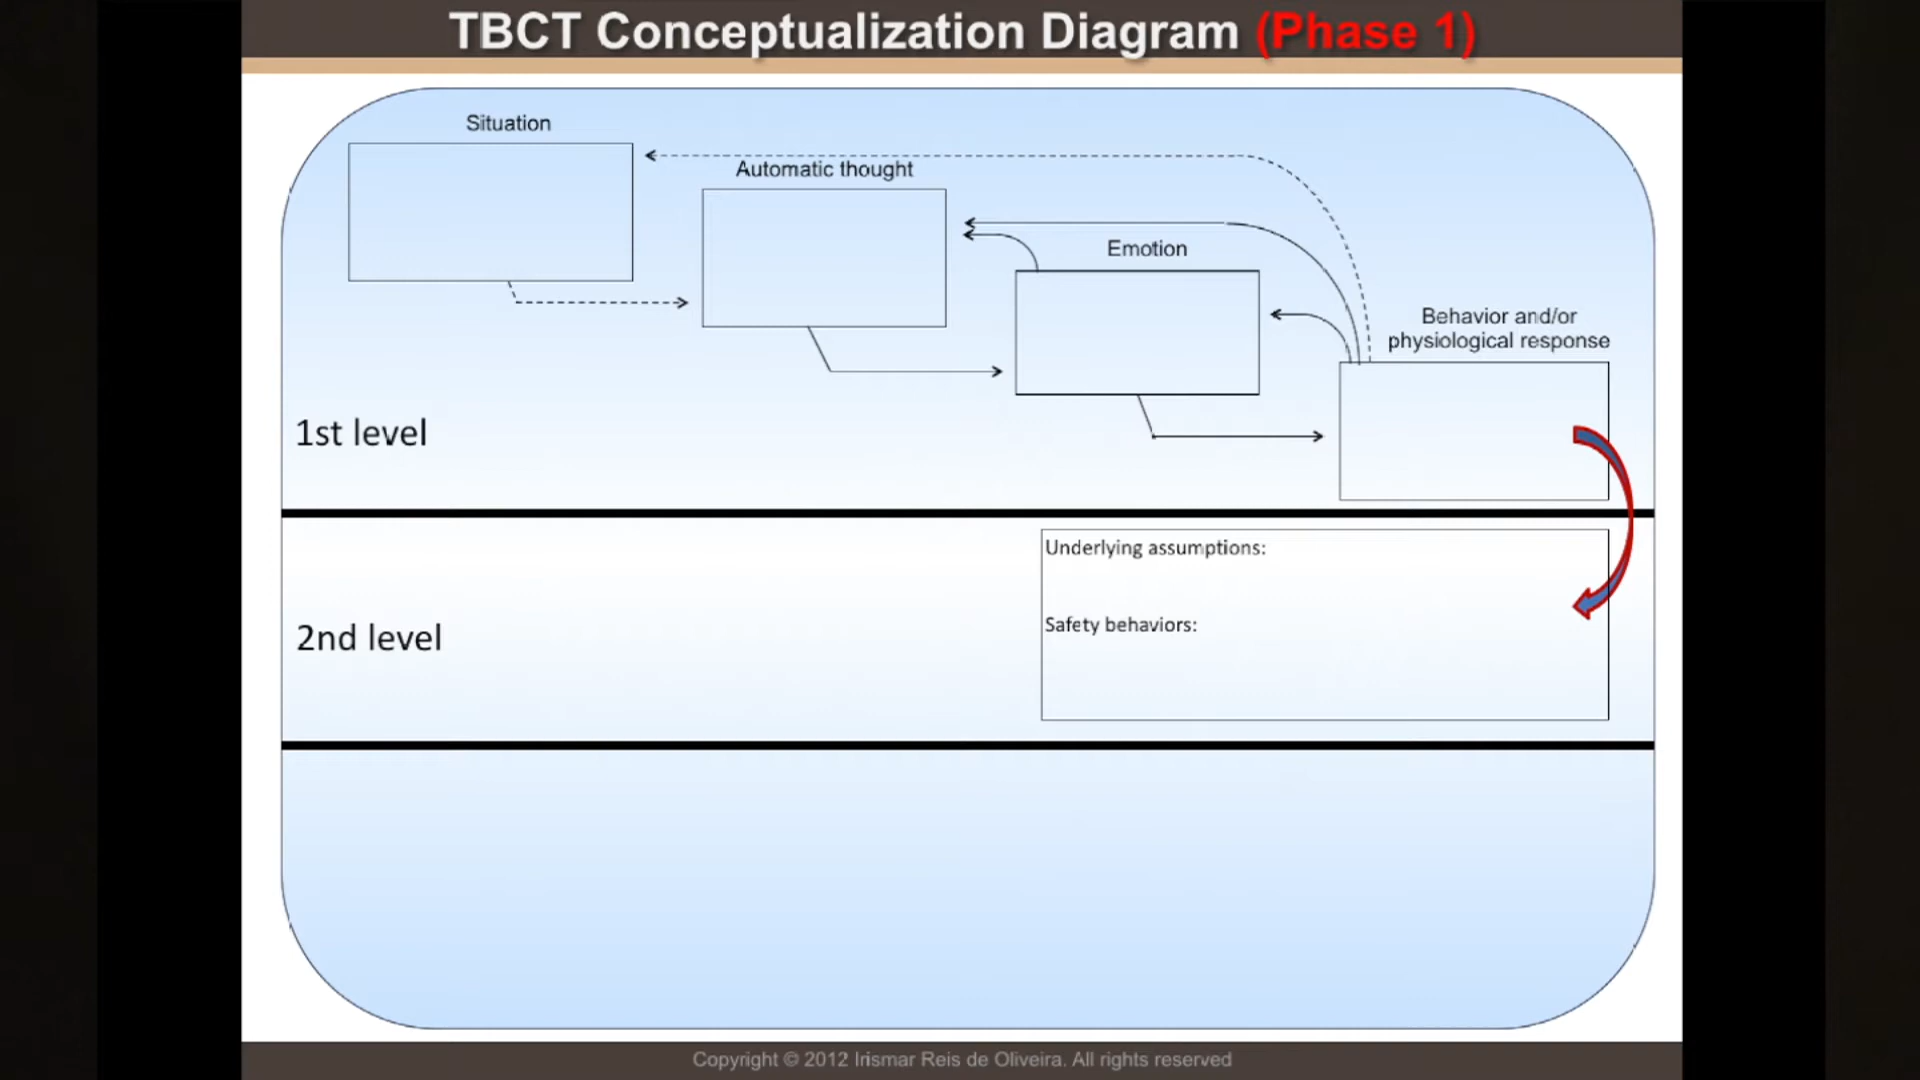 TBCT Conceptualization Diagram (Phase 1)
Situation
Automatic thought
Emotion
Behavior and/or
physiological response
1st level
Underlying assumptions:
Safety behaviors:
2nd level
Copyright © 2012 Irismar Reis de Oliveira. All rights reserved